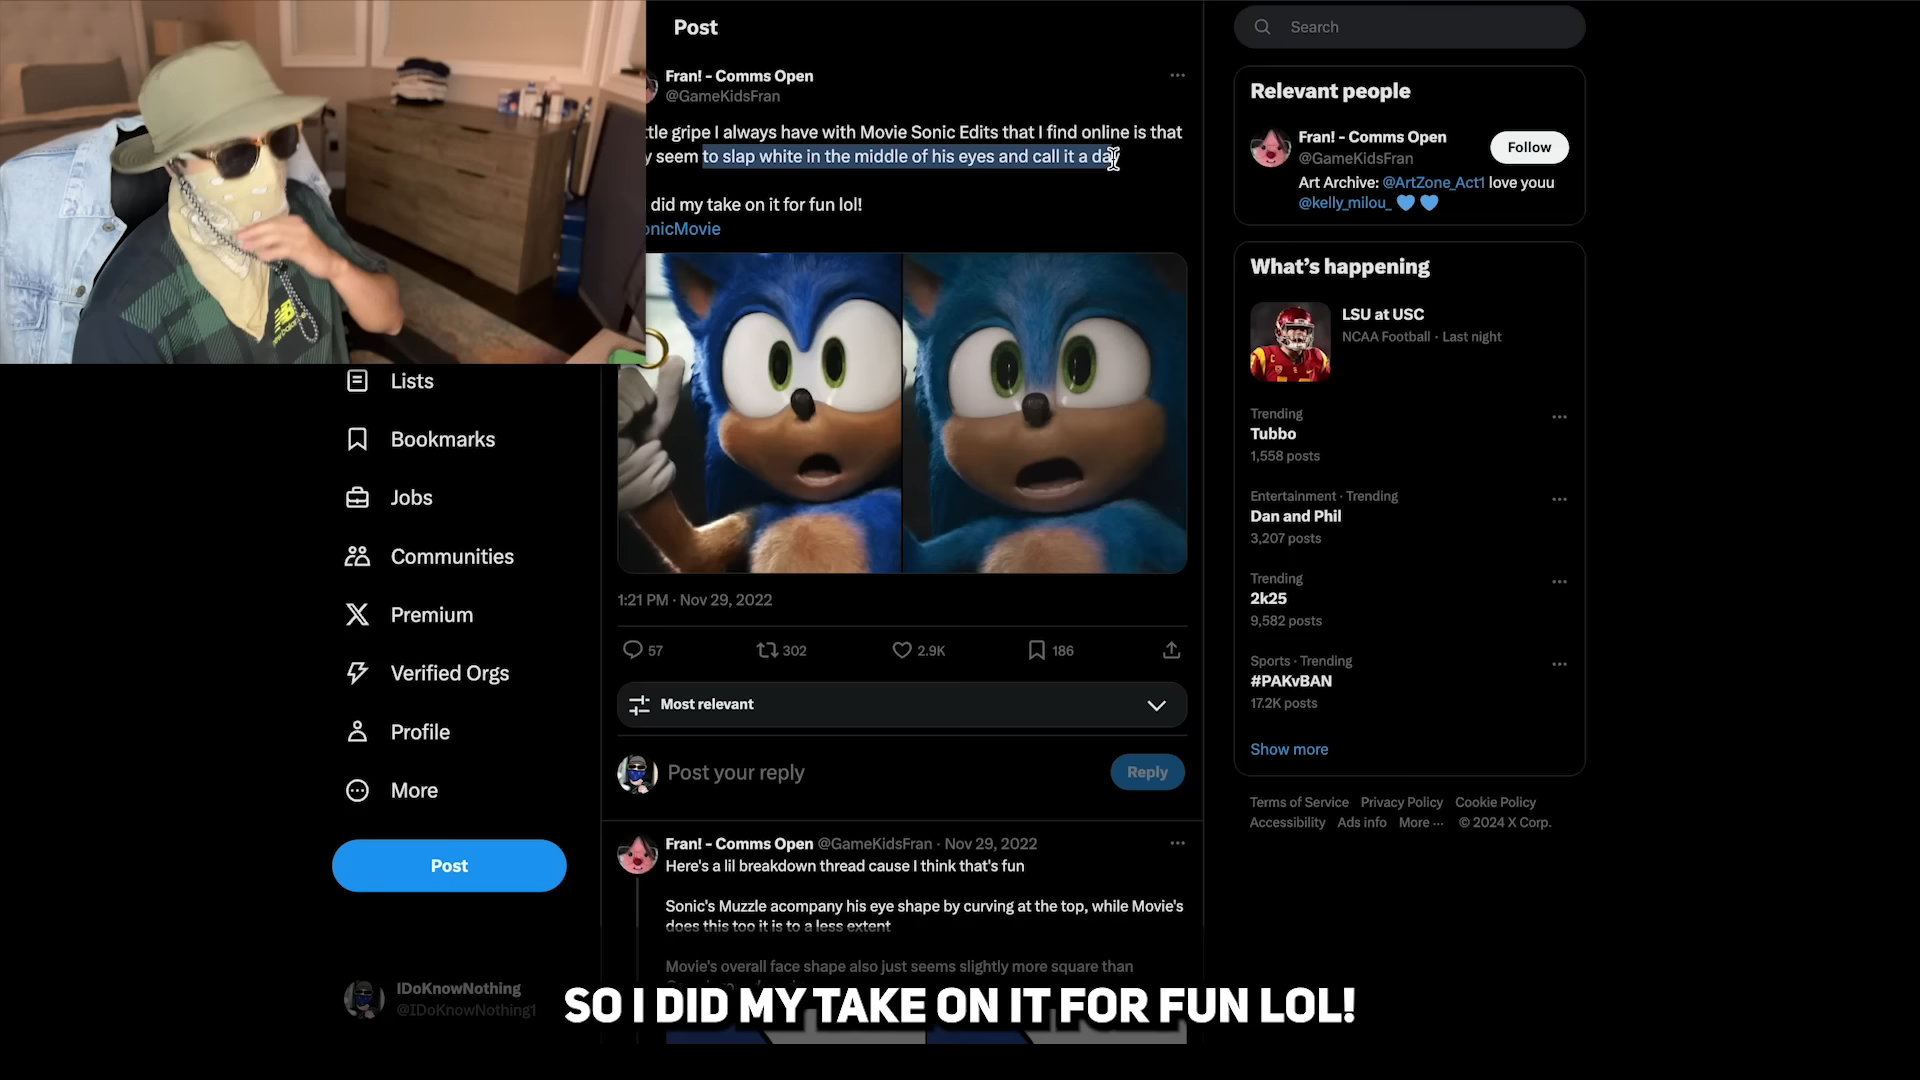 Post
Fran! - Comms Open
@GameKidsFran
tle gripe I always have with Movie Sonic Edits that I find online is that
y seem to slap white in the middle of his eyes and call it a day
did my take on it for fun lol!
onicMovie
1:21 PM · Nov 29, 2022
57 302 2.9K 186
Most relevant
Post your reply
Reply
Fran! - Comms Open @GameKidsFran · Nov 29, 2022
Here's a lil breakdown thread cause I think that's fun
Sonic's Muzzle acompany his eye shape by curving at the top, while Movie's
does this too it is to a less extent
Movie's overall face shape also just seems slightly more square than
SO I DID MY TAKE ON IT FOR FUN LOL!
Lists
Bookmarks
Jobs
Communities
Premium
Verified Orgs
Profile
More
Post
IDoKnowNothing
@IDoKnowNothing1
Search
Relevant people
Fran! - Comms Open
@GameKidsFran
Follow
Art Archive: @ArtZone_Act1 love youu
@kelly_milou_ 💙 💙
What's happening
LSU at USC
NCAA Football · Last night
Trending
Tubbo
1,558 posts
Entertainment · Trending
Dan and Phil
3,207 posts
Trending
2k25
9,582 posts
Sports · Trending
#PAKvBAN
17.2K posts
Show more
Terms of Service Privacy Policy Cookie Policy
Accessibility Ads info More ··· © 2024 X Corp.